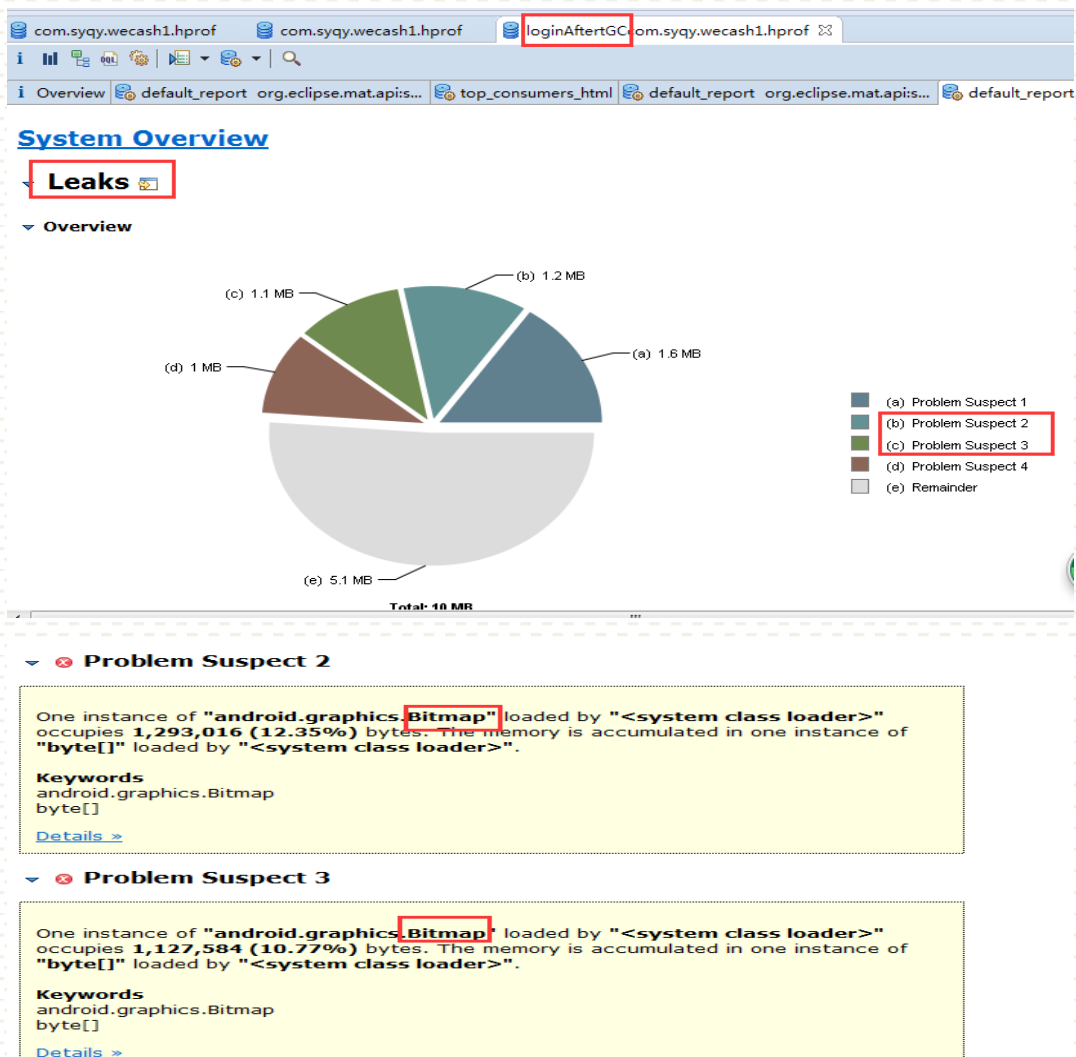 com.syqy.wecash1.hprof com.syqy.wecash1.hprof loginAftertGCcom.syqy.wecash1.hprof
i Overview default_report org.eclipse.mat.api:s... top_consumers_html default_report org.eclipse.mat.api:s... default_report
System Overview
Leaks
Overview
(b) 1.2 MB
(c) 1.1 MB
(a) 1.6 MB
(d) 1 MB
(a) Problem Suspect 1
(b) Problem Suspect 2
(c) Problem Suspect 3
(d) Problem Suspect 4
(e) Remainder
(e) 5.1 MB
Total: 10 MB
Problem Suspect 2
One instance of "android.graphics.Bitmap" loaded by "<system class loader>"
occupies 1,293,016 (12.35%) bytes. The memory is accumulated in one instance of
"byte[]" loaded by "<system class loader>".
Keywords
android.graphics.Bitmap
byte[]
Details »
Problem Suspect 3
One instance of "android.graphics.Bitmap" loaded by "<system class loader>"
occupies 1,127,584 (10.77%) bytes. The memory is accumulated in one instance of
"byte[]" loaded by "<system class loader>".
Keywords
android.graphics.Bitmap
byte[]
Details »